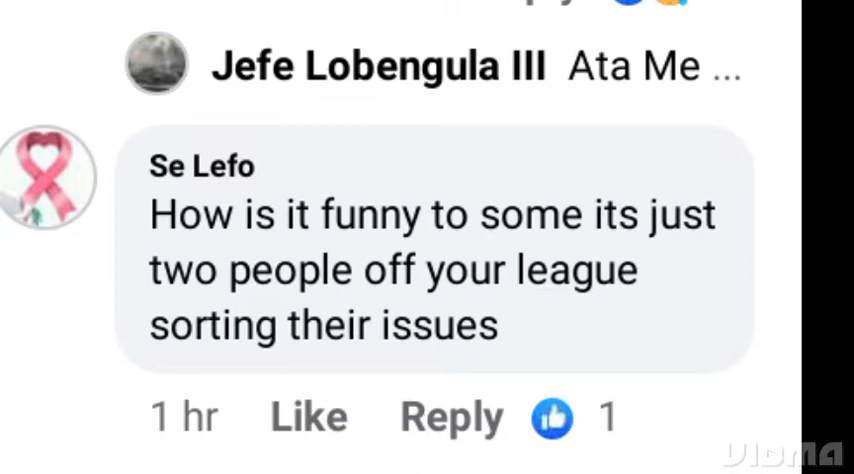 Jefe Lobengula III Ata Me ...
Se Lefo
How is it funny to some its just
two people off your league
sorting their issues
1 hr Like Reply 1
VIDMA